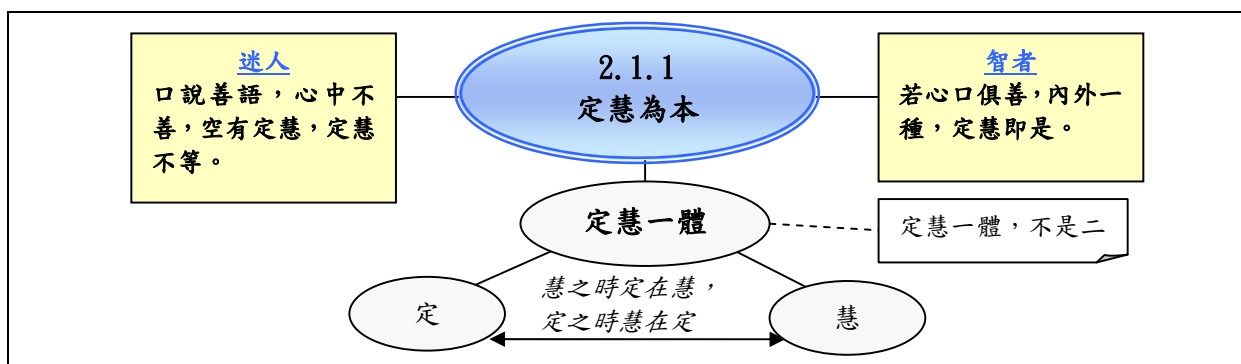 迷人
口說善語，心中不
善，空有定慧，定慧
不等。
2.1.1
定慧為本
智者
若心口俱善，內外一
種，定慧即是。
定慧一體
定慧一體，不是二
定
慧之時定在慧，
定之時慧在定
慧